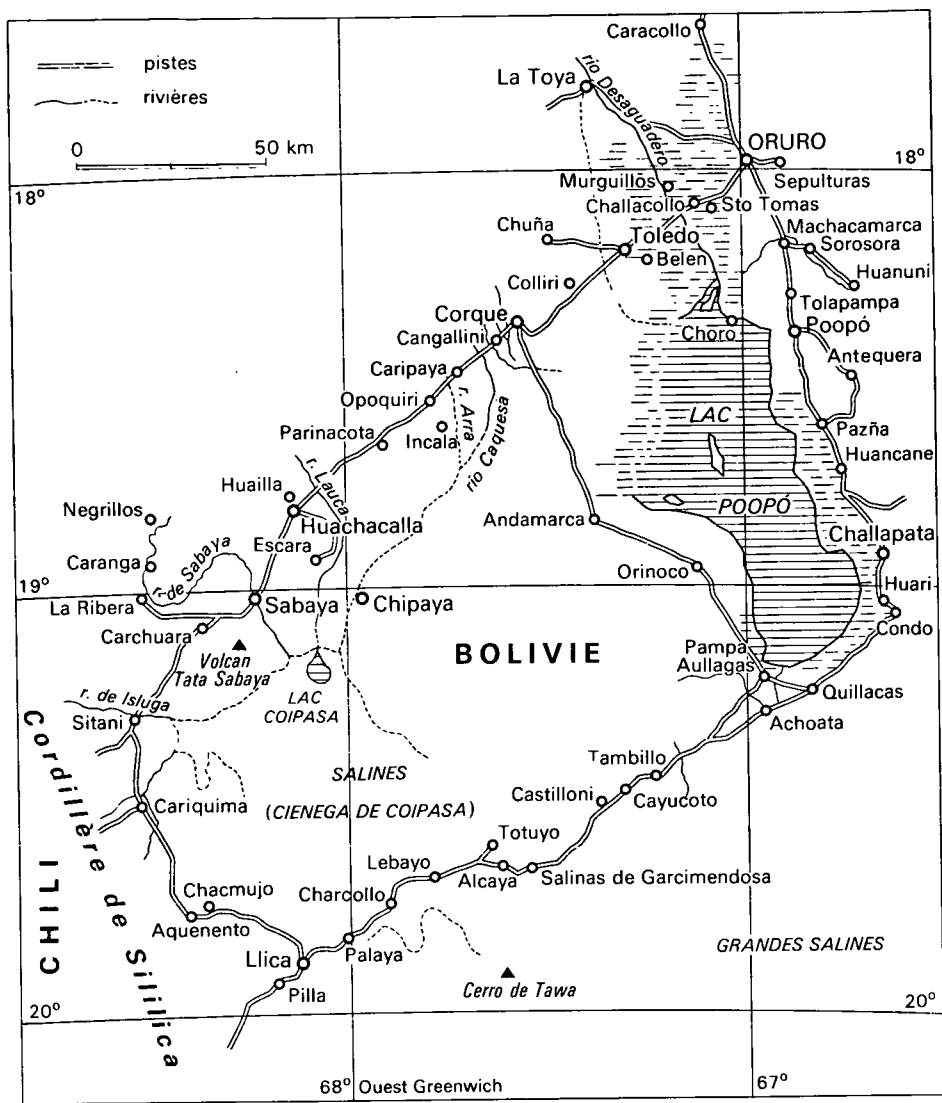 pistes
rivières
0 50 km
Caracollo
La Toya
rio Desaguadero
ORURO
18°
18°
Sepulturas
Murguillos
Challacollo
Sto Tomas
Machacamarca
Chuña
Toledo
Sorosora
Belen
Huanuni
Colliri
Tolapampa
Corque
Choro
Poopó
Cangallini
Antequera
Caripaya
Opoquiri
r. Arra
LAC
Incala
Pazña
Parinacota
rio Caquesa
Huancane
r. Lauca
Huailla
POOPÓ
Negrillos
Huachacalla
Andamarca
Challapata
Escara
Caranga
r. de Sabaya
Orinoco
19°
Huari
La Ribera
Sabaya
Chipaya
Condo
Carchuara
BOLIVIE
Pampa
Aullagas
Volcan
Tata Sabaya
LAC
COIPASA
Quillacas
r. de Isluga
Sitani
Achoata
Tambillo
SALINES
Castilloni
Cayucoto
(CIENEGA DE COIPASA)
Cariquima
Totuyo
Lebayo
Alcaya
Salinas de Garcimendosa
CHILI
Cordillère de Sililica
Chacmujo
Charcollo
Aquenento
GRANDES SALINES
Llica
Palaya
Pilla
Cerro de Tawa
20°
20°
68° Ouest Greenwich
67°